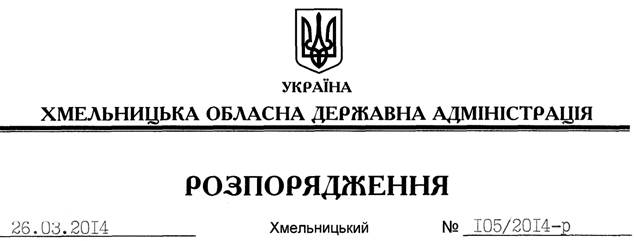 УКРАЇНА
ХМЕЛЬНИЦЬКА ОБЛАСНА ДЕРЖАВНА АДМІНІСТРАЦІЯ
РОЗПОРЯДЖЕННЯ
26.03.2014 Хмельницький № 105/2014-р